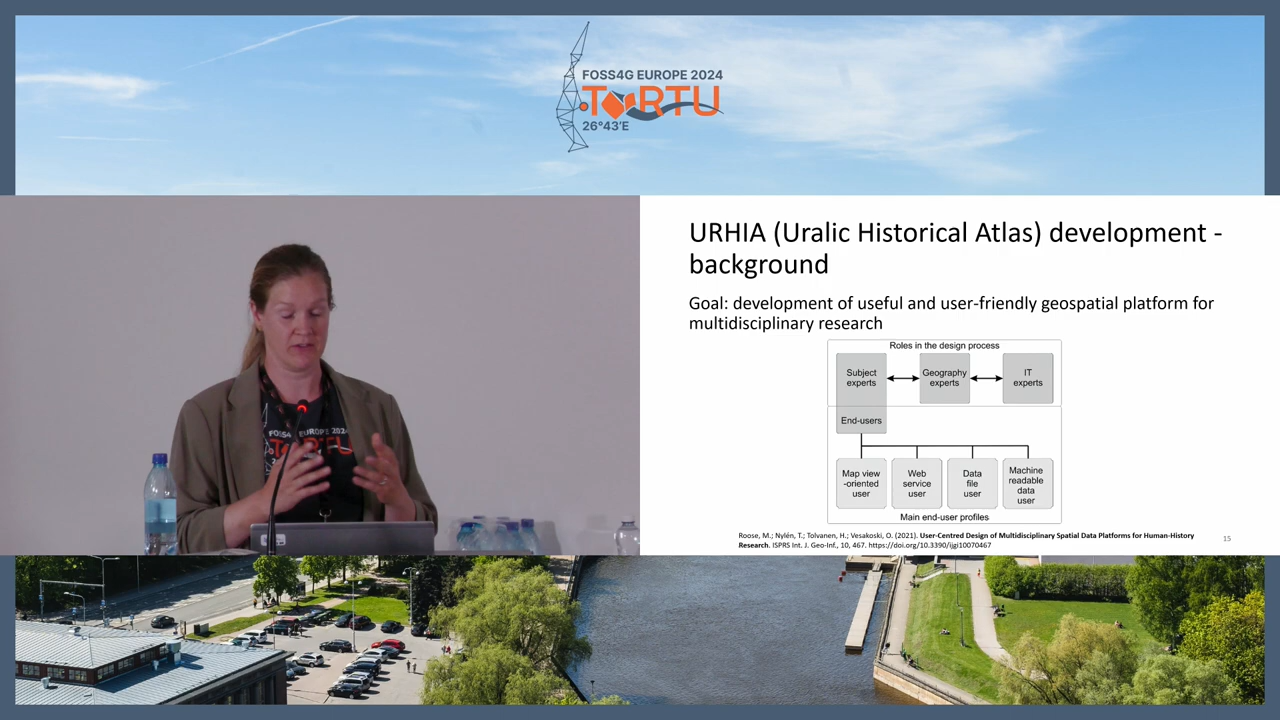 FOSS4G EUROPE 2024
TARTU
26°43'E
URHIA (Uralic Historical Atlas) development -
background
Goal: development of useful and user-friendly geospatial platform for
multidisciplinary research
Roles in the design process
Subject
experts
Geography
experts
IT
experts
End-users
Map view
-oriented
user
Web
service
user
Data
file
user
Machine
readable
data
user
Main end-user profiles
Roose, M.; Nylén, T.; Tolvanen, H.; Vesakoski, O. (2021). User-Centred Design of Multidisciplinary Spatial Data Platforms for Human-History
Research. ISPRS Int. J. Geo-Inf., 10, 467. https://doi.org/10.3390/ijgi10070467
15
FOSS4G EUROPE 2024
TARTU